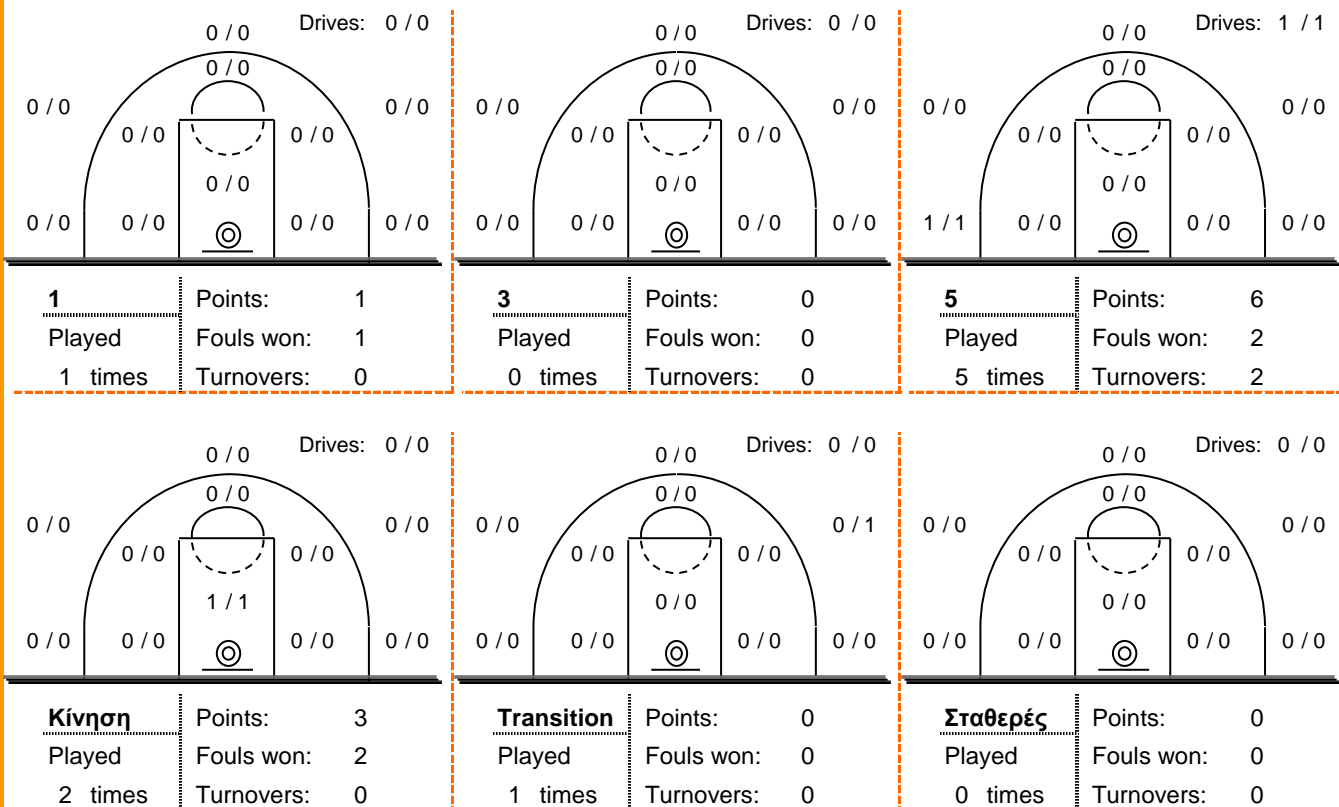 Drives: 0 / 0
0 / 0
0 / 0
0 / 0 0 / 0
0 / 0 0 / 0
0 / 0
0 / 0 0 / 0 0 / 0 0 / 0
1 Points: 1
Played Fouls won: 1
1 times Turnovers: 0
Drives: 0 / 0
0 / 0
0 / 0
0 / 0 0 / 0
0 / 0 0 / 0
0 / 0
0 / 0 0 / 0 0 / 0 0 / 0
3 Points: 0
Played Fouls won: 0
0 times Turnovers: 0
Drives: 1 / 1
0 / 0
0 / 0
0 / 0 0 / 0
0 / 0 0 / 0
0 / 0
1 / 1 0 / 0 0 / 0 0 / 0
5 Points: 6
Played Fouls won: 2
5 times Turnovers: 2
Drives: 0 / 0
0 / 0
0 / 0
0 / 0 0 / 0
0 / 0 0 / 0
1 / 1
0 / 0 0 / 0 0 / 0 0 / 0
Κίνηση Points: 3
Played Fouls won: 2
2 times Turnovers: 0
Drives: 0 / 0
0 / 0
0 / 0
0 / 0 0 / 1
0 / 0 0 / 0
0 / 0
0 / 0 0 / 0 0 / 0 0 / 0
Transition Points: 0
Played Fouls won: 0
1 times Turnovers: 0
Drives: 0 / 0
0 / 0
0 / 0
0 / 0 0 / 0
0 / 0 0 / 0
0 / 0
0 / 0 0 / 0 0 / 0 0 / 0
Σταθερές Points: 0
Played Fouls won: 0
0 times Turnovers: 0